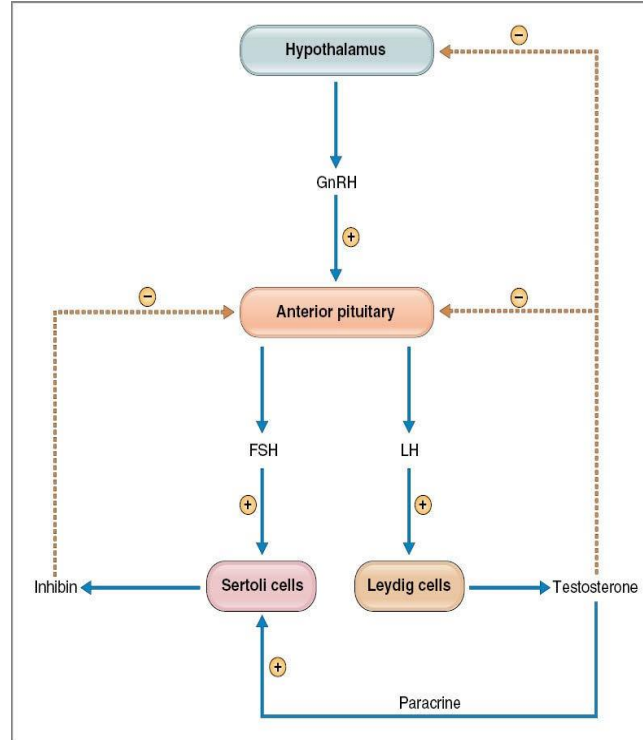 Hypothalamus
−
GnRH
+
−
Anterior pituitary
−
FSH
LH
+
+
Inhibin
Sertoli cells
Leydig cells
Testosterone
+
Paracrine